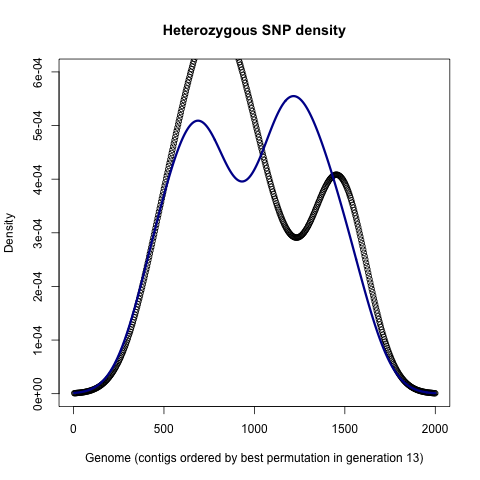 Heterozygous SNP density
6e-04
5e-04
4e-04
3e-04
2e-04
1e-04
0e+00
Density
0 500 1000 1500 2000
Genome (contigs ordered by best permutation in generation 13)